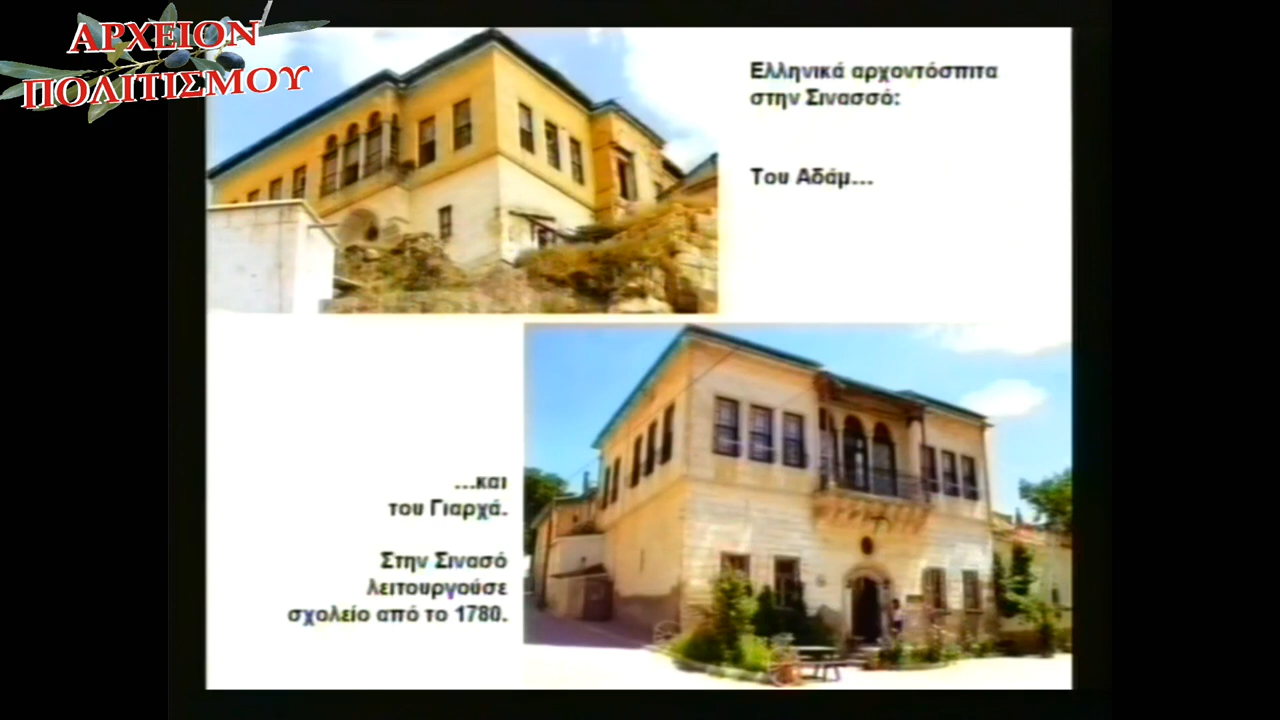 ΑΡΧΕΙΟΝ
ΠΟΛΙΤΙΣΜΟΥ
Ελληνικά αρχοντόσπιτα
στην Σινασσό:
Του Αδάμ...
...και
του Γιαρχά.
Στην Σινασό
λειτουργούσε
σχολείο από το 1780.